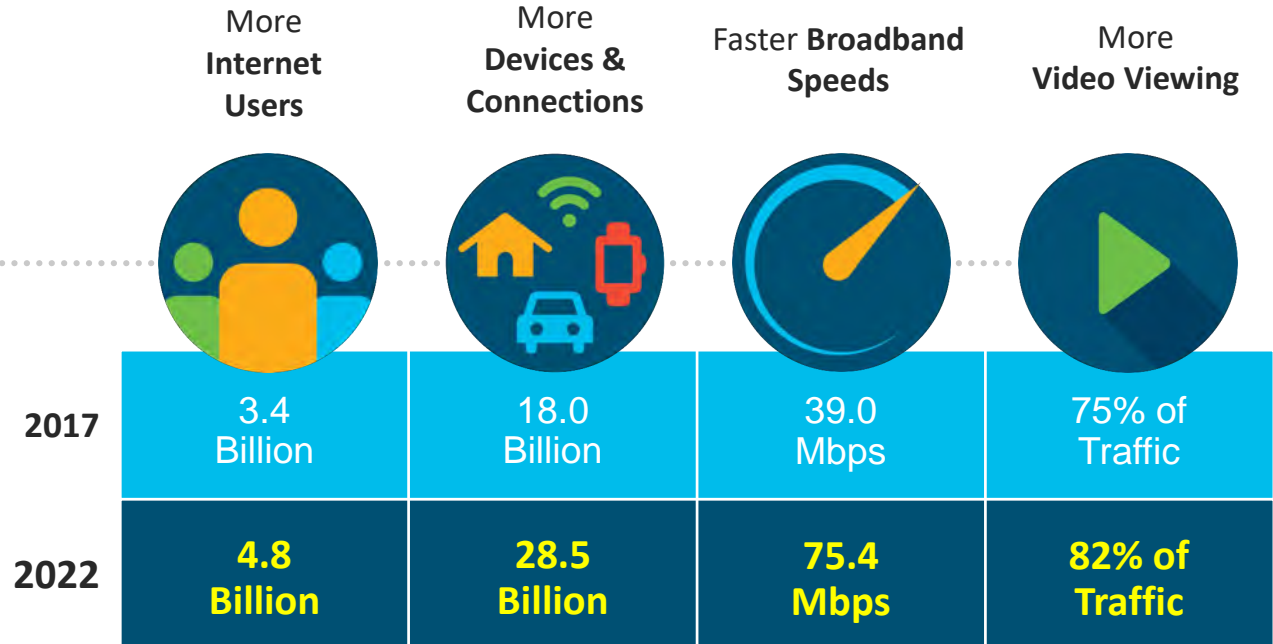 More
Internet
Users
More
Devices &
Connections
Faster Broadband
Speeds
More
Video Viewing
2017
3.4
Billion
18.0
Billion
39.0
Mbps
75% of
Traffic
2022
4.8
Billion
28.5
Billion
75.4
Mbps
82% of
Traffic